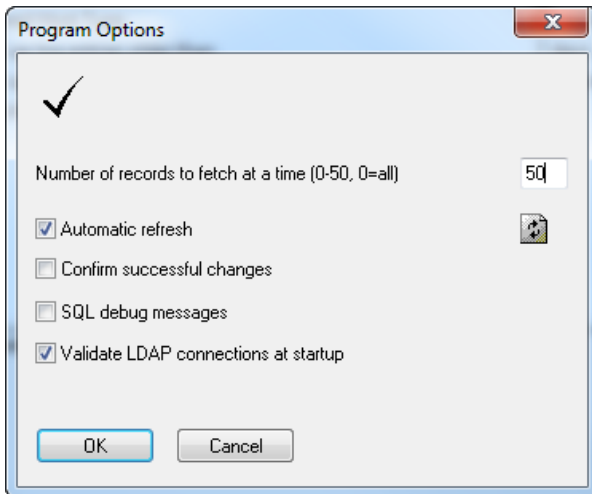 Program Options
Number of records to fetch at a time (0-50, 0=all) 50
Automatic refresh
Confirm successful changes
SQL debug messages
Validate LDAP connections at startup
OK Cancel